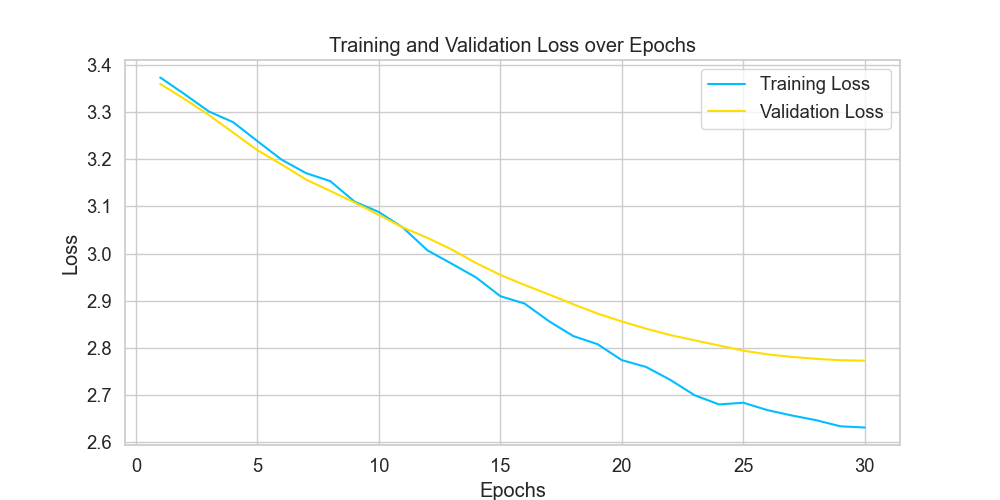 Training and Validation Loss over Epochs
Training Loss
Validation Loss
Loss
3.4
3.3
3.2
3.1
3.0
2.9
2.8
2.7
2.6
0 5 10 15 20 25 30
Epochs